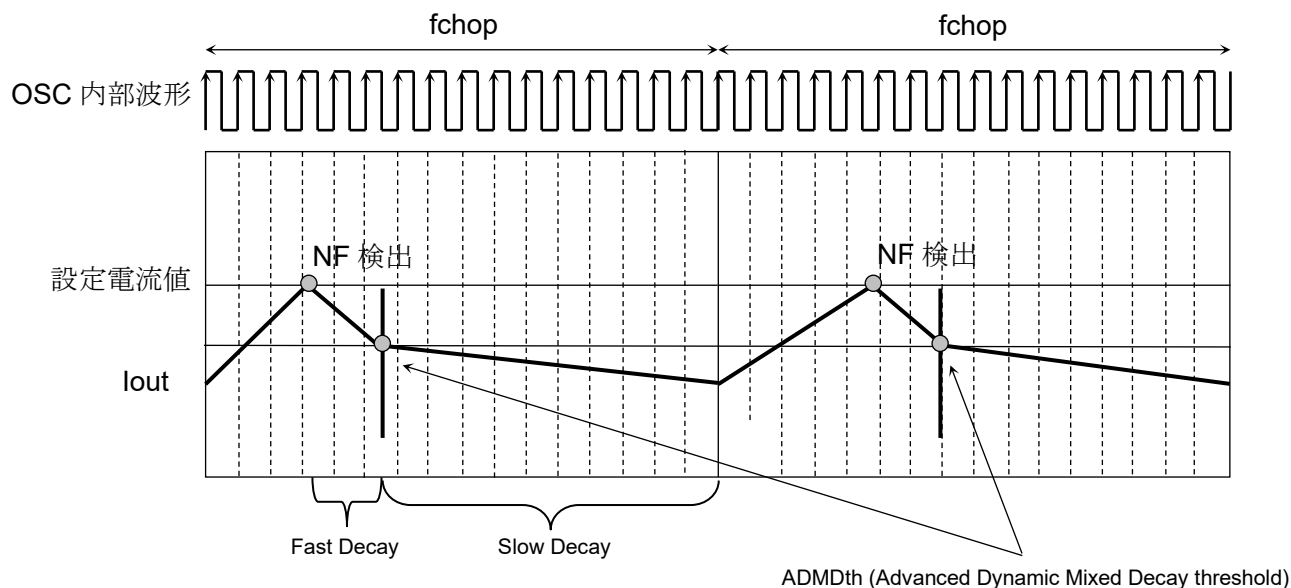 fchop fchop
OSC 内部波形
NF 検出 NF 検出
設定電流値
Iout
Fast Decay Slow Decay
ADMDth (Advanced Dynamic Mixed Decay threshold)